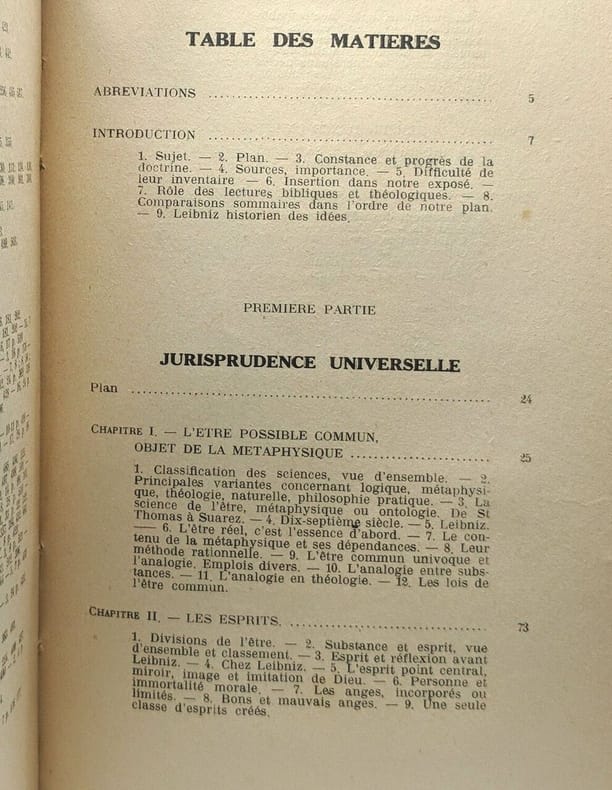 TABLE DES MATIERES
ABREVIATIONS 5
INTRODUCTION 7
1. Sujet. — 2. Plan. — 3. Constance et progrès de la
doctrine. — 4. Sources, importance. — 5. Difficulté de
leur inventaire — 6. Insertion dans notre exposé. —
7. Rôle des lectures bibliques et théologiques. — 8.
Comparaisons sommaires dans l'ordre de notre plan.
— 9. Leibniz historien des idées.
PREMIERE PARTIE
JURISPRUDENCE UNIVERSELLE
Plan 24
CHAPITRE I. — L'ETRE POSSIBLE COMMUN,
OBJET DE LA METAPHYSIQUE 25
1. Classification des sciences, vue d'ensemble. — 2.
Principales variantes concernant logique, métaphysi-
que, théologie, naturelle, philosophie pratique. — 3. La
science de l'être, métaphysique ou ontologie. De St
Thomas à Suarez. — 4. Dix-septième siècle. — 5. Leibniz.
— 6. L'être réel, c'est l'essence d'abord. — 7. Le con-
tenu de la métaphysique et ses dépendances. — 8. Leur
méthode rationnelle. — 9. L'être commun univoque et
l'analogie. Emplois divers. — 10. L'analogie entre subs-
tances. — 11. L'analogie en théologie. — 12. Les lois de
l'être commun.
CHAPITRE II. — LES ESPRITS. 73
1. Divisions de l'être. — 2. Substance et esprit, vue
d'ensemble et classement. — 3. Esprit et réflexion avant
Leibniz. — 4. Chez Leibniz. — 5. L'esprit point central,
miroir, image et imitation de Dieu. — 6. Personne et
immortalité morale. — 7. Les anges, incorporés ou
limités. — 8. Bons et mauvais anges. — 9. Une seule
classe d'esprits créés.